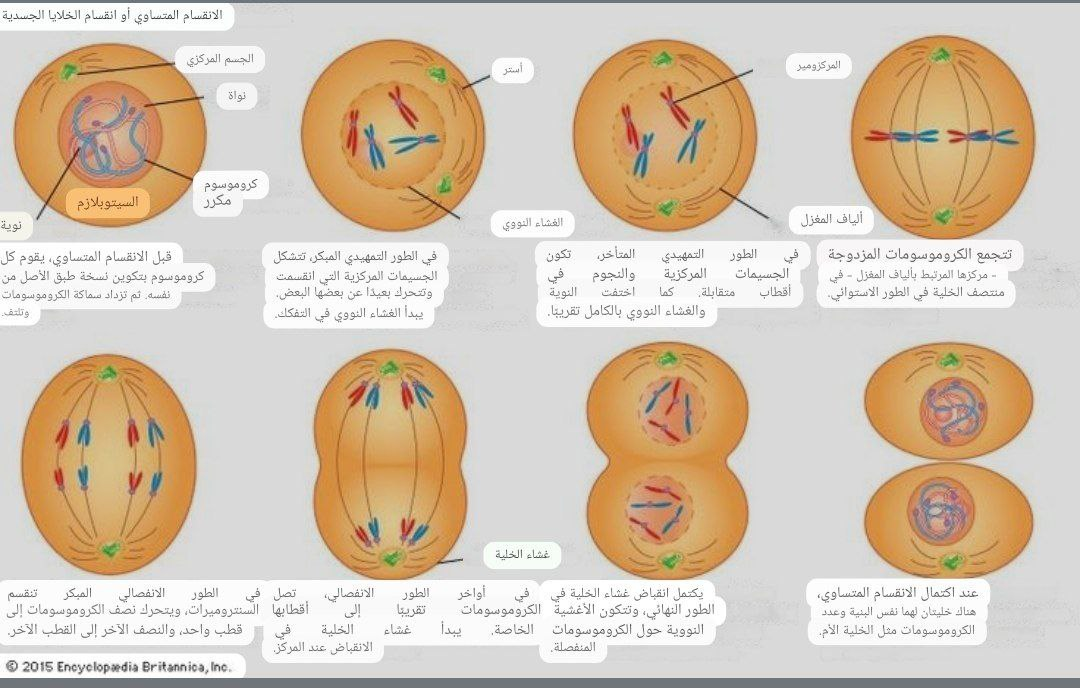 الانقسام المتساوي أو انقسام الخلايا الجسدية
الجسم المركزي
نواة
كروموسوم
مكرر
السيتوبلازم
نوية
قبل الانقسام المتساوي، يقوم كل
كروموسوم بتكوين نسخة طبق الأصل من
نفسه. ثم تزداد سماكة الكروموسومات
وتلتف.
أستر
الغشاء النووي
في الطور التمهيدي المبكر، تتشكل
الجسيمات المركزية التي انقسمت
وتتحرك بعيدًا عن بعضها البعض.
يبدأ الغشاء النووي في التفكك.
المركزومير
ألياف المغزل
في الطور التمهيدي المتأخر، تكون
الجسيمات المركزية والنجوم في
أقطاب متقابلة. كما اختفت النوية
والغشاء النووي بالكامل تقريبًا.
تتجمع الكروموسومات المزدوجة
- مركزها المرتبط بألياف المغزل - في
منتصف الخلية في الطور الاستوائي.
في الطور الانفصالي المبكر تنقسم
السنتروميرات، ويتحرك نصف الكروموسومات إلى
قطب واحد، والنصف الآخر إلى القطب الآخر.
غشاء الخلية
في أواخر الطور الانفصالي، تصل
الكروموسومات تقريبًا إلى أقطابها
الخاصة. يبدأ غشاء الخلية في
الانقباض عند المركز.
يكتمل انقباض غشاء الخلية في
الطور النهائي، وتتكون الأغشية
النووية حول الكروموسومات
المنفصلة.
عند اكتمال الانقسام المتساوي،
هناك خليتان لهما نفس البنية وعدد
الكروموسومات مثل الخلية الأم.
© 2015 Encyclopædia Britannica, Inc.